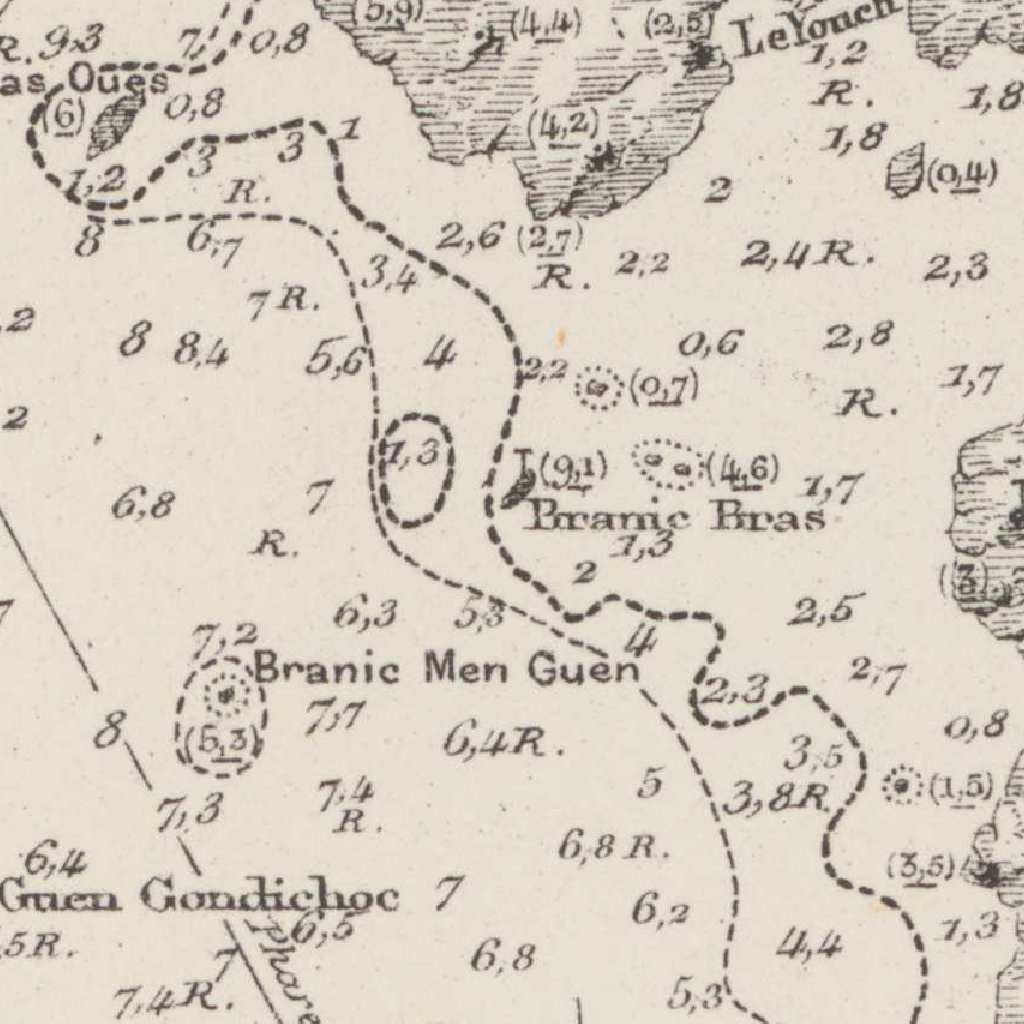 (5,9) (4,4) (2,5) Le Youch
R. 9,3 7, 0,8 1,2
as Oues 0,8 R. 1,8
(6) (4,2) 1,8
3 3 1
1,2 R. 2 (0,4)
8 6,7 2,6 (2,7) 2,4 R.
3,4 R. 2,2 2,3
7 R.
,2 8 8,4 5,6 4 0,6 2,8
2,2 (0,7) R. 1,7
2 1,3
(9,1) (4,6) 1,7
6,8 7 Branic Bras
R. 1,3
2 (3)
7 6,3 5,3 2,5
7,2 4
Branic Men Guen 2,7
2,3
8 7,7 0,8
(5,3) 6,4 R. 3,5
7,3 7,4 5 3,8 R (1,5)
R.
6,4 6,8 R. (3,5)
Guen Gondichoc 7
6,5 6,2 1,3
,5 R. 7 6,8 4,4
Phare
7,4 R. 5,3